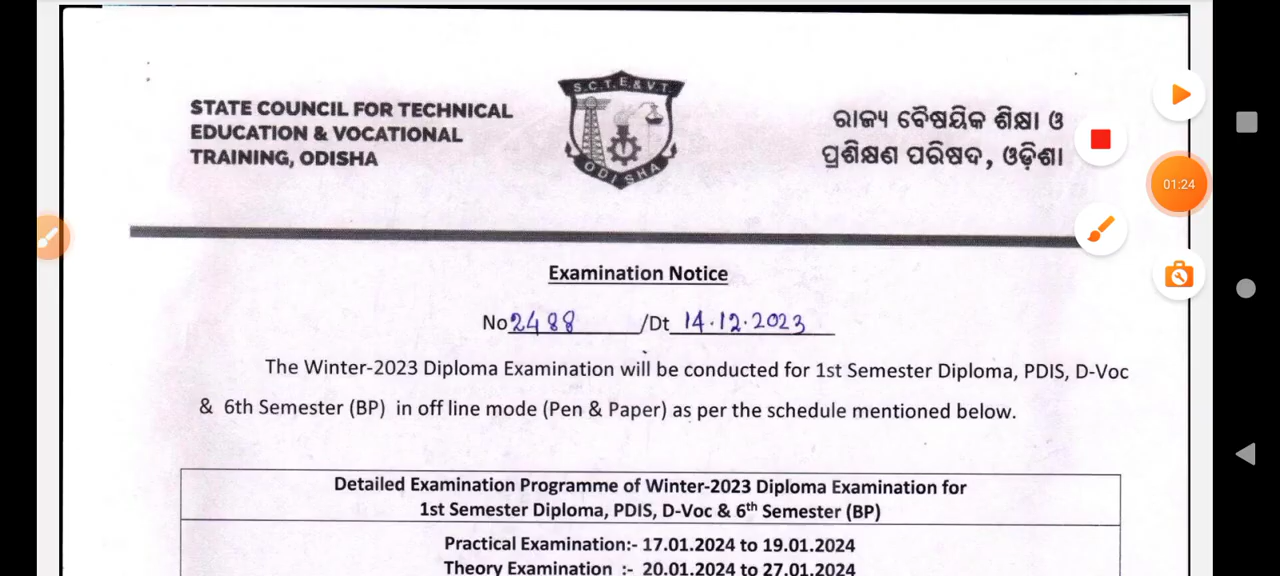 STATE COUNCIL FOR TECHNICAL
EDUCATION & VOCATIONAL
TRAINING, ODISHA
S.C.T.E.&V.T.
ODISHA
ରାଜ୍ୟ ବୈଷୟିକ ଶିକ୍ଷା ଓ
ପ୍ରଶିକ୍ଷଣ ପରିଷଦ, ଓଡ଼ିଶା
01:24
Examination Notice
No 2488 /Dt 14.12.2023
The Winter-2023 Diploma Examination will be conducted for 1st Semester Diploma, PDIS, D-Voc
& 6th Semester (BP) in off line mode (Pen & Paper) as per the schedule mentioned below.
Detailed Examination Programme of Winter-2023 Diploma Examination for
1st Semester Diploma, PDIS, D-Voc & 6th Semester (BP)
Practical Examination:- 17.01.2024 to 19.01.2024
Theory Examination :- 20.01.2024 to 27.01.2024